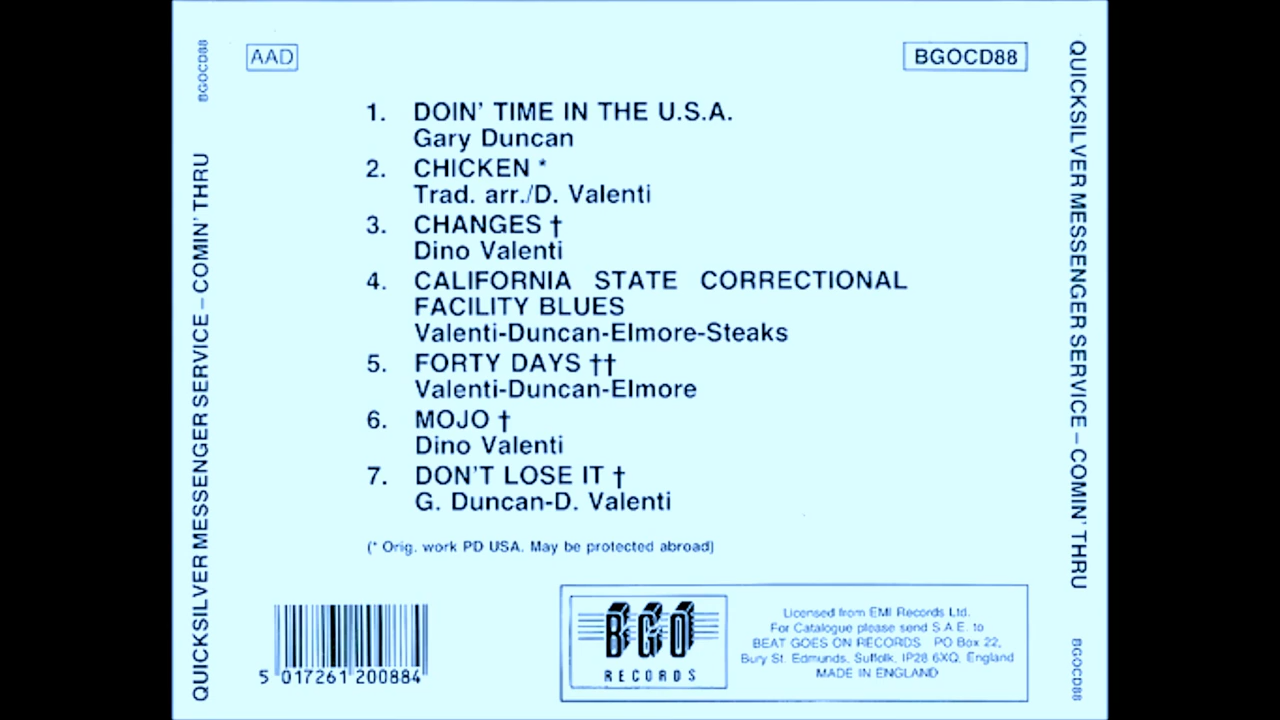 AAD
BGOCD88
1. DOIN' TIME IN THE U.S.A.
Gary Duncan
2. CHICKEN *
Trad. arr./D. Valenti
3. CHANGES †
Dino Valenti
4. CALIFORNIA STATE CORRECTIONAL
FACILITY BLUES
Valenti-Duncan-Elmore-Steaks
5. FORTY DAYS ††
Valenti-Duncan-Elmore
6. MOJO †
Dino Valenti
7. DON'T LOSE IT †
G. Duncan-D. Valenti
(* Orig. work PD USA. May be protected abroad)
5 017261 200884
BGO
RECORDS
Licensed from EMI Records Ltd.
For Catalogue please send S.A.E. to
BEAT GOES ON RECORDS PO Box 22,
Bury St. Edmunds, Suffolk, IP28 6XQ, England
MADE IN ENGLAND
QUICKSILVER MESSENGER SERVICE – COMIN' THRU
BGOCD88
QUICKSILVER MESSENGER SERVICE – COMIN' THRU
BGOCD88